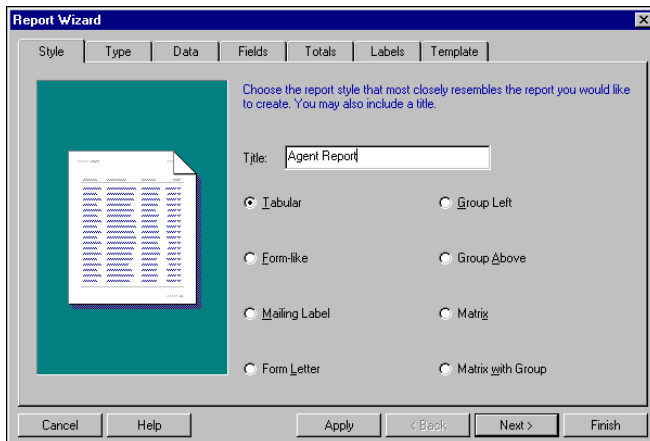 Report Wizard
Style Type Data Fields Totals Labels Template
Choose the report style that most closely resembles the report you would like
to create. You may also include a title.
Title: Agent Report
Tabular Group Left
Form-like Group Above
Mailing Label Matrix
Form Letter Matrix with Group
Cancel Help Apply < Back Next > Finish